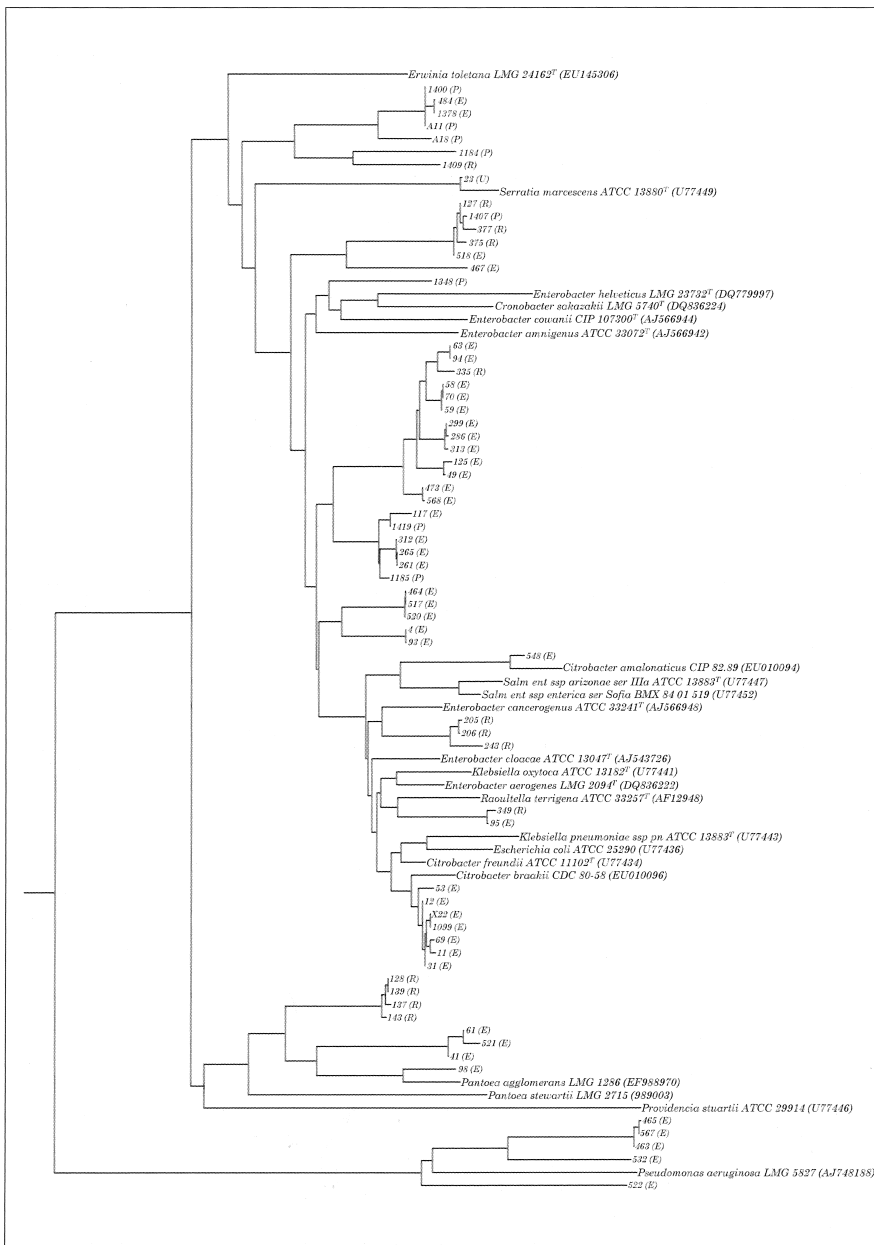 Erwinia toletana LMG 24162ᵀ (EU145306)
1400 (P)
484 (E)
1378 (E)
A11 (P)
A18 (P)
1184 (P)
1409 (R)
23 (U)
Serratia marcescens ATCC 13880ᵀ (U77449)
127 (R)
1407 (P)
377 (R)
375 (R)
518 (E)
467 (E)
1348 (P)
Enterobacter helveticus LMG 23732ᵀ (DQ779997)
Cronobacter sakazakii LMG 5740ᵀ (DQ836224)
Enterobacter cowanii CIP 107300ᵀ (AJ566944)
Enterobacter amnigenus ATCC 33072ᵀ (AJ566942)
63 (E)
94 (E)
335 (R)
58 (E)
70 (E)
59 (E)
299 (E)
286 (E)
313 (E)
125 (E)
49 (E)
473 (E)
568 (E)
117 (E)
1419 (P)
312 (E)
265 (E)
261 (E)
1185 (P)
464 (E)
517 (E)
520 (E)
4 (E)
93 (E)
548 (E)
Citrobacter amalonaticus CIP 82.89 (EU010094)
Salm ent ssp arizonae ser IIIa ATCC 13883ᵀ (U77447)
Salm ent ssp enterica ser Sofia BMX 84 01 519 (U77452)
Enterobacter cancerogenus ATCC 33241ᵀ (AJ566948)
205 (R)
206 (R)
243 (R)
Enterobacter cloacae ATCC 13047ᵀ (AJ543726)
Klebsiella oxytoca ATCC 13182ᵀ (U77441)
Enterobacter aerogenes LMG 2094ᵀ (DQ836222)
Raoultella terrigena ATCC 33257ᵀ (AF12948)
349 (R)
95 (E)
Klebsiella pneumoniae ssp pn ATCC 13883ᵀ (U77443)
Escherichia coli ATCC 25290 (U77436)
Citrobacter freundii ATCC 11102ᵀ (U77434)
Citrobacter braakii CDC 80-58 (EU010096)
53 (E)
12 (E)
X22 (E)
1099 (E)
69 (E)
11 (E)
31 (E)
128 (R)
139 (R)
137 (R)
143 (R)
61 (E)
521 (E)
41 (E)
98 (E)
Pantoea agglomerans LMG 1286 (EF988970)
Pantoea stewartii LMG 2715 (989003)
Providencia stuartii ATCC 29914 (U77446)
465 (E)
567 (E)
463 (E)
532 (E)
Pseudomonas aeruginosa LMG 5827 (AJ748188)
522 (E)